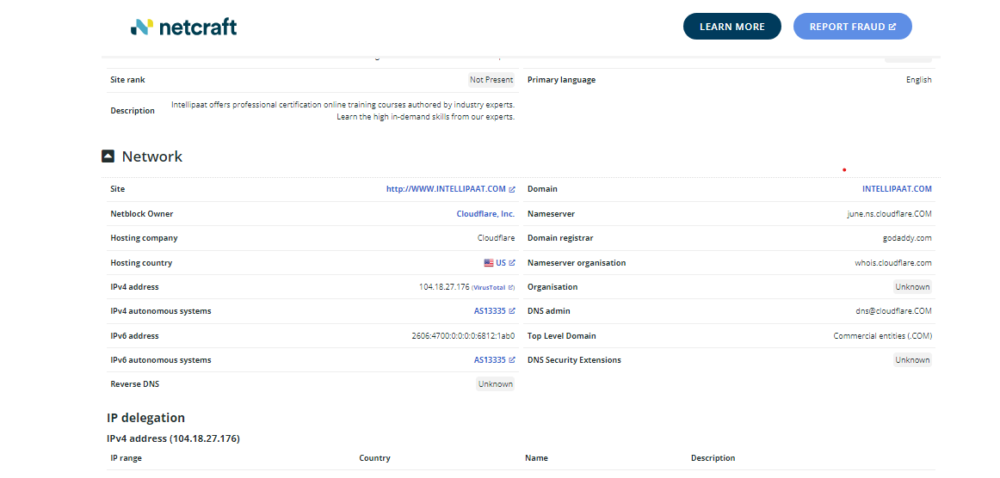 netcraft
LEARN MORE
REPORT FRAUD
Site rank Not Present Primary language English
Description Intellipaat offers professional certification online training courses authored by industry experts.
Learn the high in-demand skills from our experts.
Network
Site http://WWW.INTELLIPAAT.COM Domain INTELLIPAAT.COM
Netblock Owner Cloudflare, Inc. Nameserver june.ns.cloudflare.COM
Hosting company Cloudflare Domain registrar godaddy.com
Hosting country US Nameserver organisation whois.cloudflare.com
IPv4 address 104.18.27.176 (VirusTotal) Organisation Unknown
IPv4 autonomous systems AS13335 DNS admin dns@cloudflare.COM
IPv6 address 2606:4700:0:0:0:0:6812:1ab0 Top Level Domain Commercial entities (.COM)
IPv6 autonomous systems AS13335 DNS Security Extensions Unknown
Reverse DNS Unknown
IP delegation
IPv4 address (104.18.27.176)
IP range Country Name Description